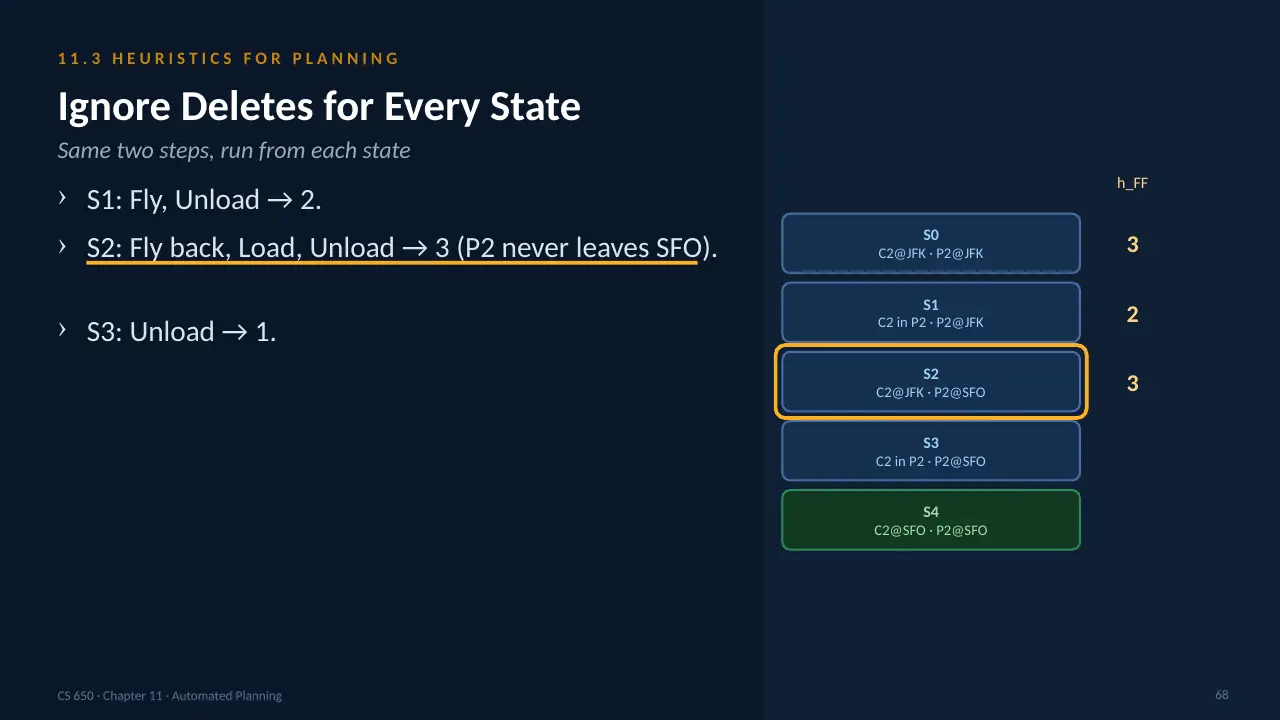 11.3 HEURISTICS FOR PLANNING
Ignore Deletes for Every State
Same two steps, run from each state
› S1: Fly, Unload → 2.
› S2: Fly back, Load, Unload → 3 (P2 never leaves SFO).
› S3: Unload → 1.
h_FF
S0
C2@JFK · P2@JFK
3
S1
C2 in P2 · P2@JFK
2
S2
C2@JFK · P2@SFO
3
S3
C2 in P2 · P2@SFO
S4
C2@SFO · P2@SFO
CS 650 · Chapter 11 · Automated Planning
68